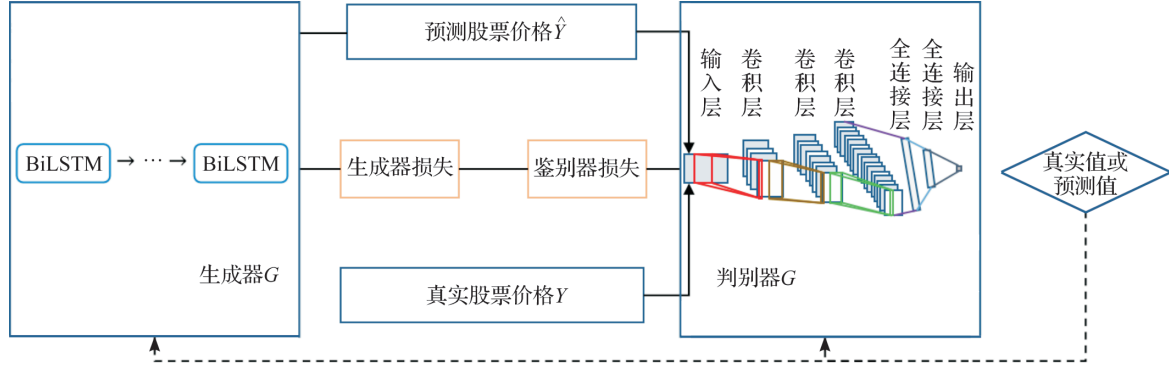 预测股票价格Ŷ
输入层
卷积层
卷积层
卷积层
全连接层
全连接层
输出层
BiLSTM → ··· → BiLSTM
生成器损失
鉴别器损失
真实值或
预测值
生成器G
真实股票价格Y
判别器G